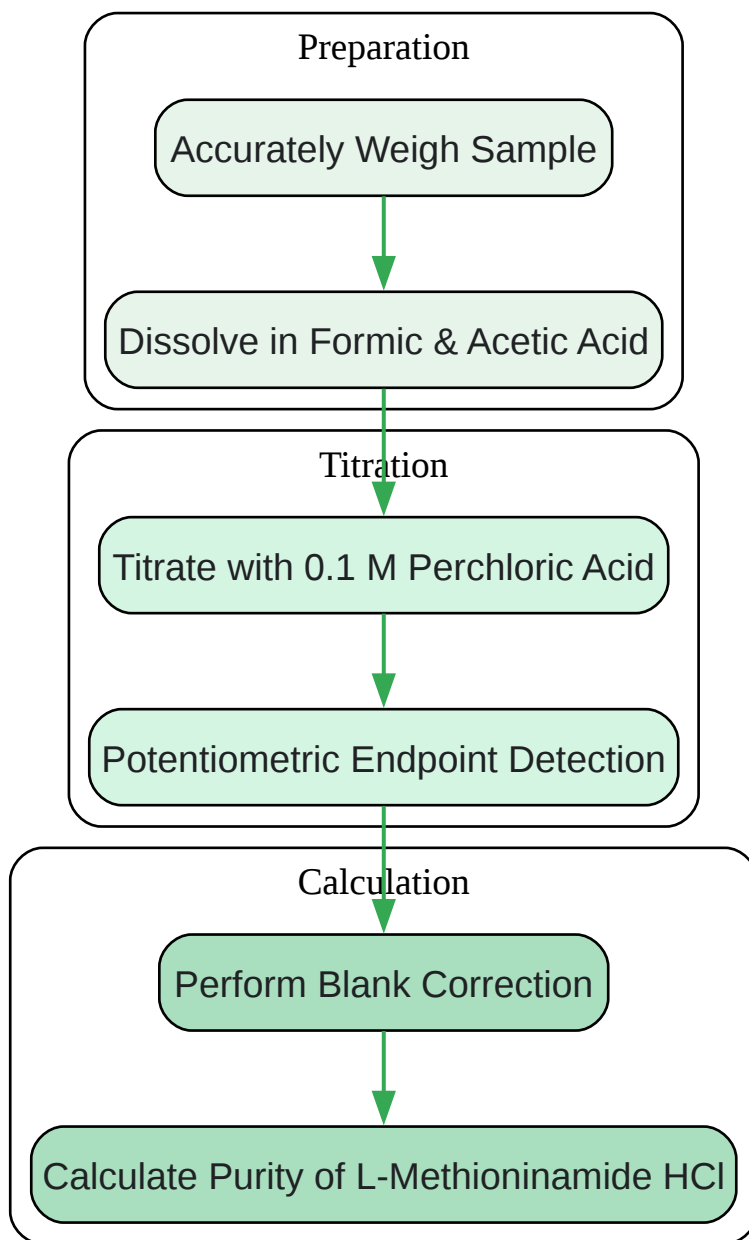 Preparation
Accurately Weigh Sample
Dissolve in Formic & Acetic Acid
Titration
Titrate with 0.1 M Perchloric Acid
Potentiometric Endpoint Detection
Calculation
Perform Blank Correction
Calculate Purity of L-Methioninamide HCl